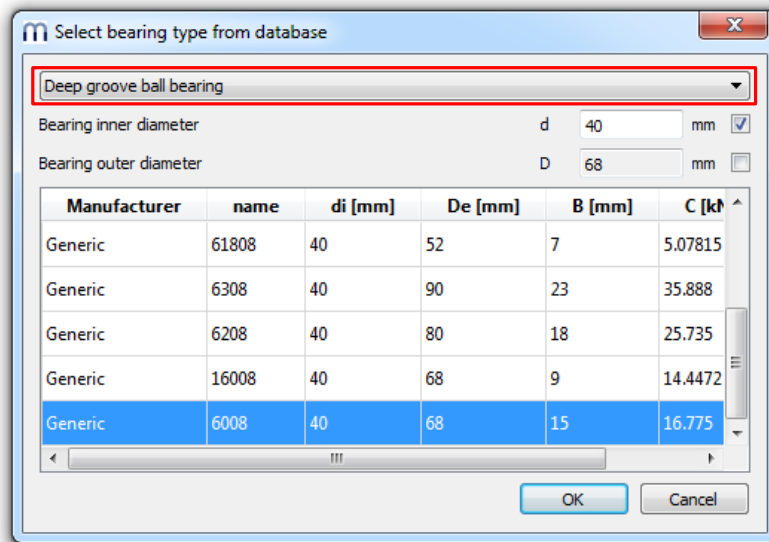 Select bearing type from database
Deep groove ball bearing
Bearing inner diameter d 40 mm
Bearing outer diameter D 68 mm
Manufacturer name di [mm] De [mm] B [mm] C [kN
Generic 61808 40 52 7 5.07815
Generic 6308 40 90 23 35.888
Generic 6208 40 80 18 25.735
Generic 16008 40 68 9 14.4472
Generic 6008 40 68 15 16.775
OK Cancel